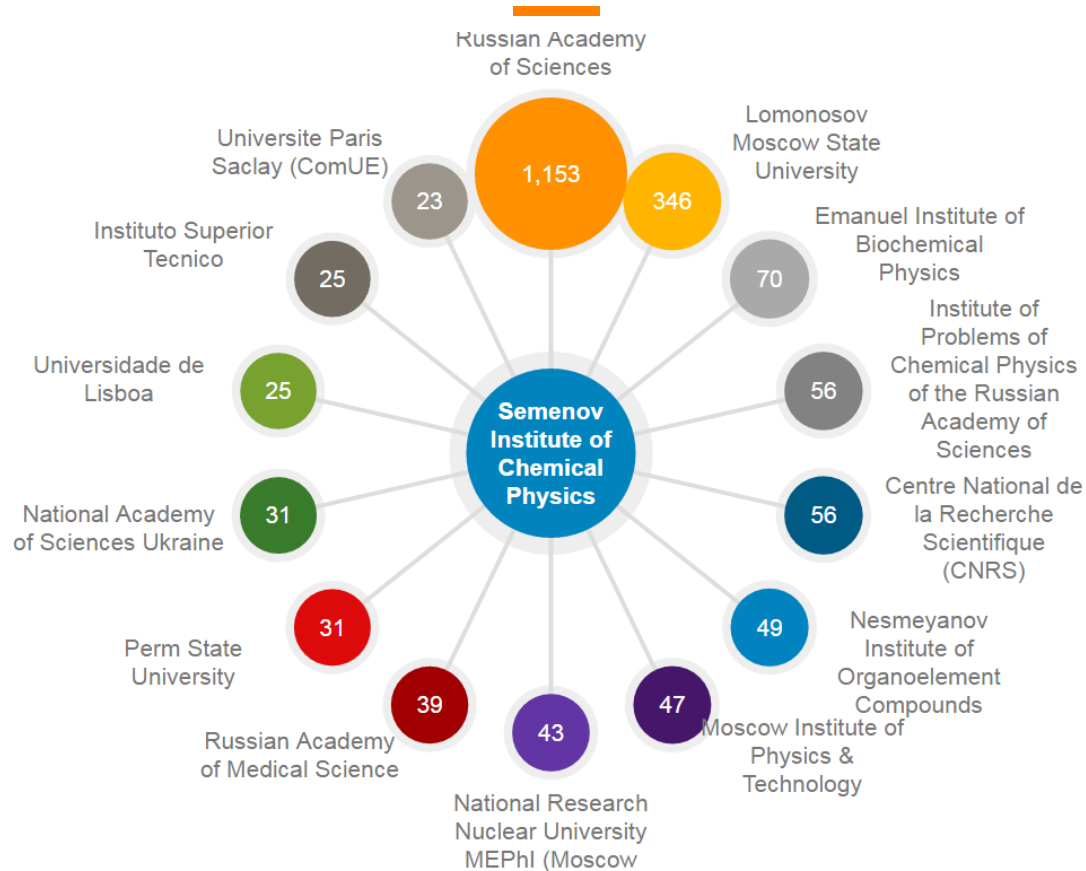 Russian Academy
of Sciences
1,153
Lomonosov
Moscow State
University
346
Emanuel Institute of
Biochemical
Physics
70
Institute of
Problems of
Chemical Physics
of the Russian
Academy of
Sciences
56
Centre National de
la Recherche
Scientifique
(CNRS)
56
Nesmeyanov
Institute of
Organoelement
Compounds
49
Moscow Institute of
Physics &
Technology
47
National Research
Nuclear University
MEPhI (Moscow
43
Russian Academy
of Medical Science
39
Perm State
University
31
National Academy
of Sciences Ukraine
31
Universidade de
Lisboa
25
Instituto Superior
Tecnico
25
Universite Paris
Saclay (ComUE)
23
Semenov
Institute of
Chemical
Physics